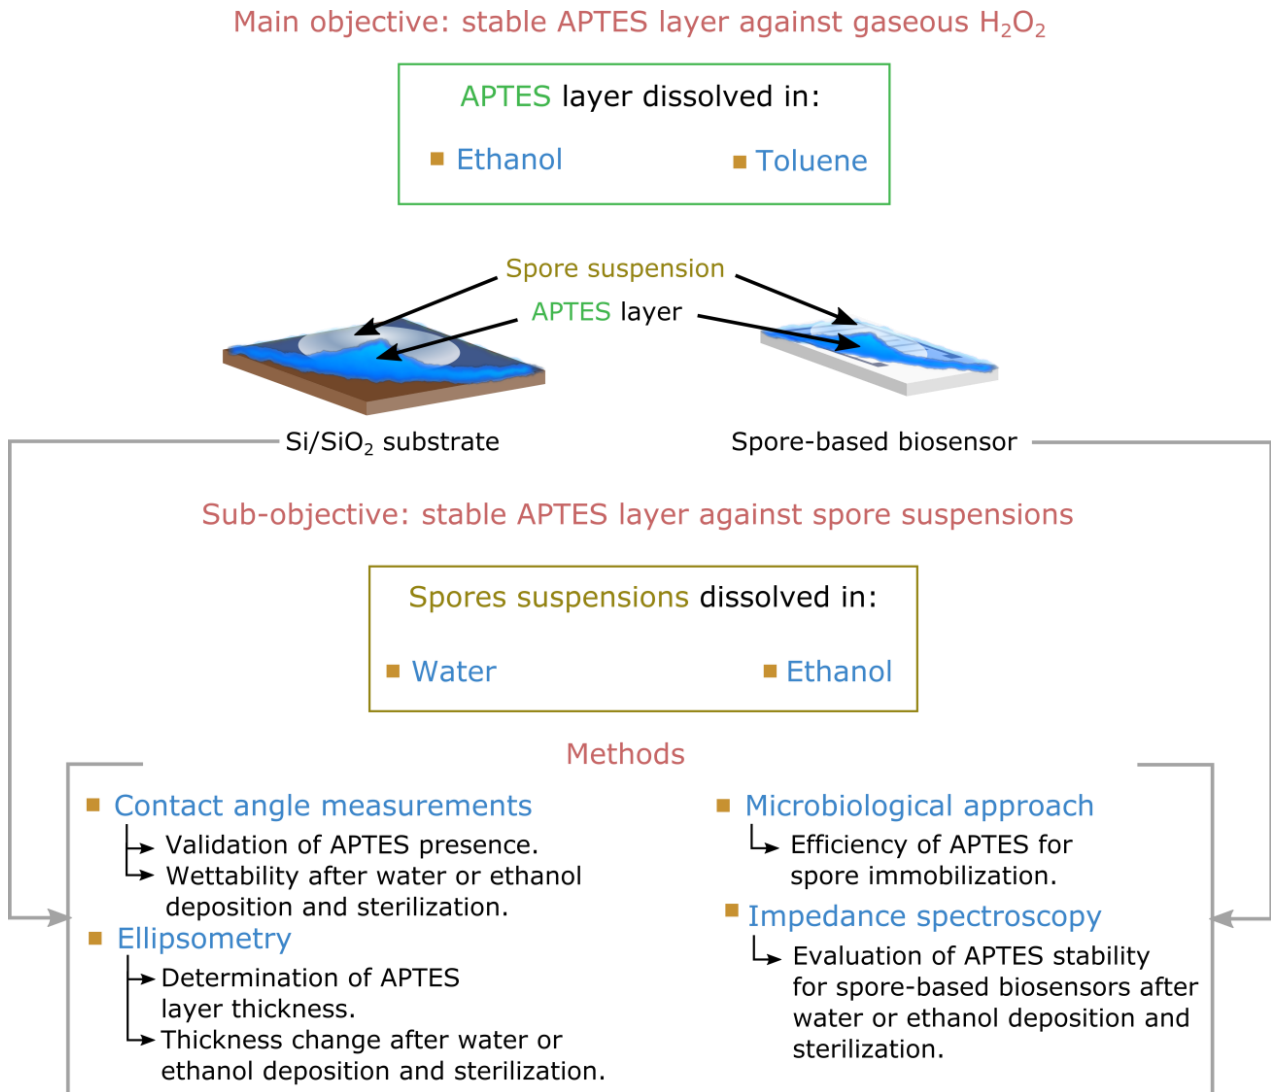 Main objective: stable APTES layer against gaseous H₂O₂
APTES layer dissolved in:
Ethanol
Toluene
Spore suspension
APTES layer
Si/SiO₂ substrate
Spore-based biosensor
Sub-objective: stable APTES layer against spore suspensions
Spores suspensions dissolved in:
Water
Ethanol
Methods
Contact angle measurements
Validation of APTES presence.
Wettability after water or ethanol
deposition and sterilization.
Ellipsometry
Determination of APTES
layer thickness.
Thickness change after water or
ethanol deposition and sterilization.
Microbiological approach
Efficiency of APTES for
spore immobilization.
Impedance spectroscopy
Evaluation of APTES stability
for spore-based biosensors after
water or ethanol deposition and
sterilization.